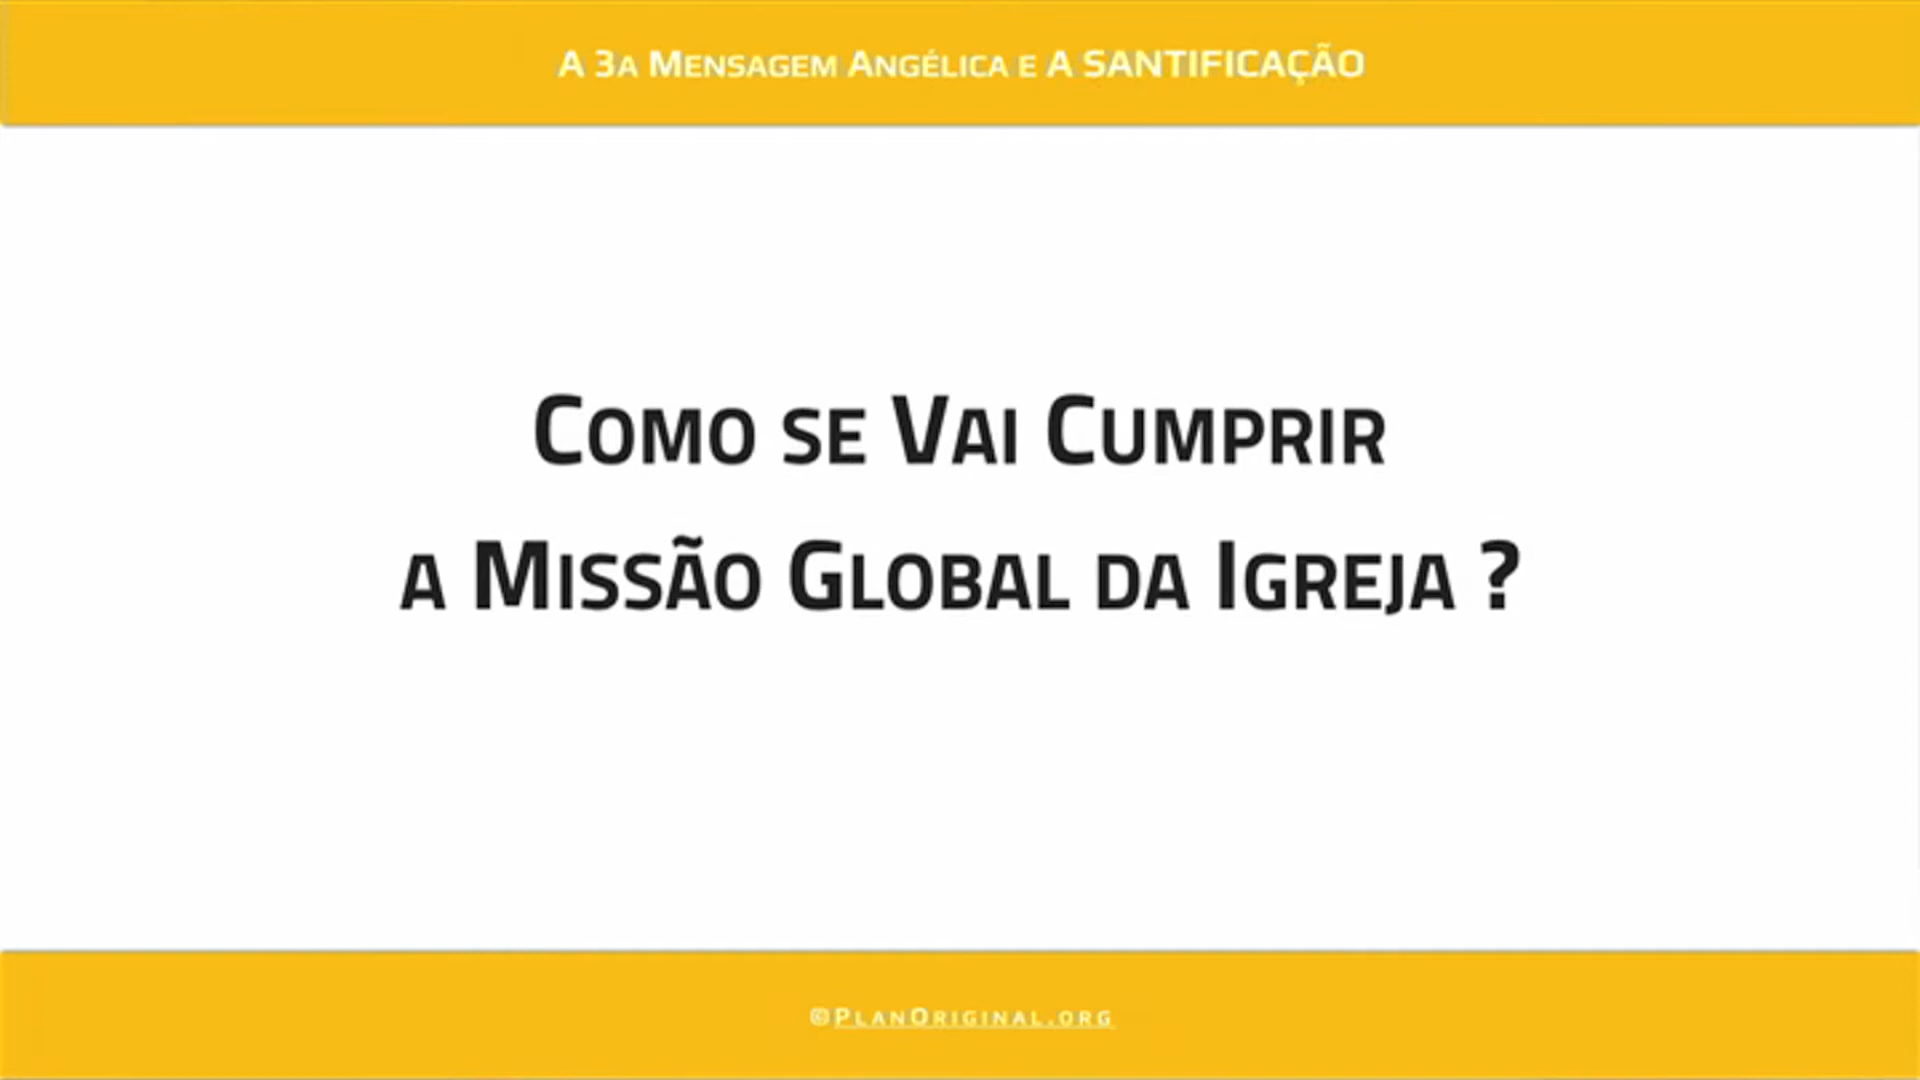 A 3a Mensagem Angélica e A SANTIFICAÇÃO
Como se Vai Cumprir
a Missão Global da Igreja ?
©PlanOriginal.org